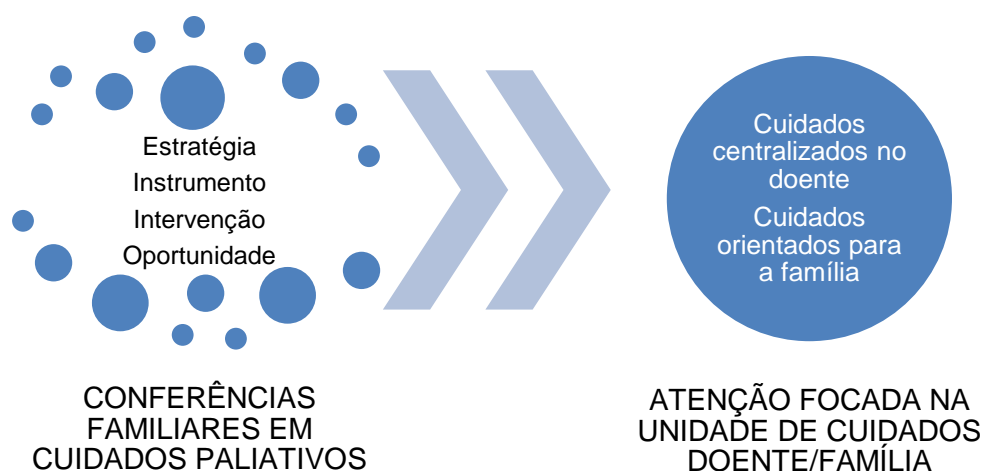 Estratégia
Instrumento
Intervenção
Oportunidade
Cuidados
centralizados no
doente
Cuidados
orientados para
a família
CONFERÊNCIAS
FAMILIARES EM
CUIDADOS PALIATIVOS
ATENÇÃO FOCADA NA
UNIDADE DE CUIDADOS
DOENTE/FAMÍLIA